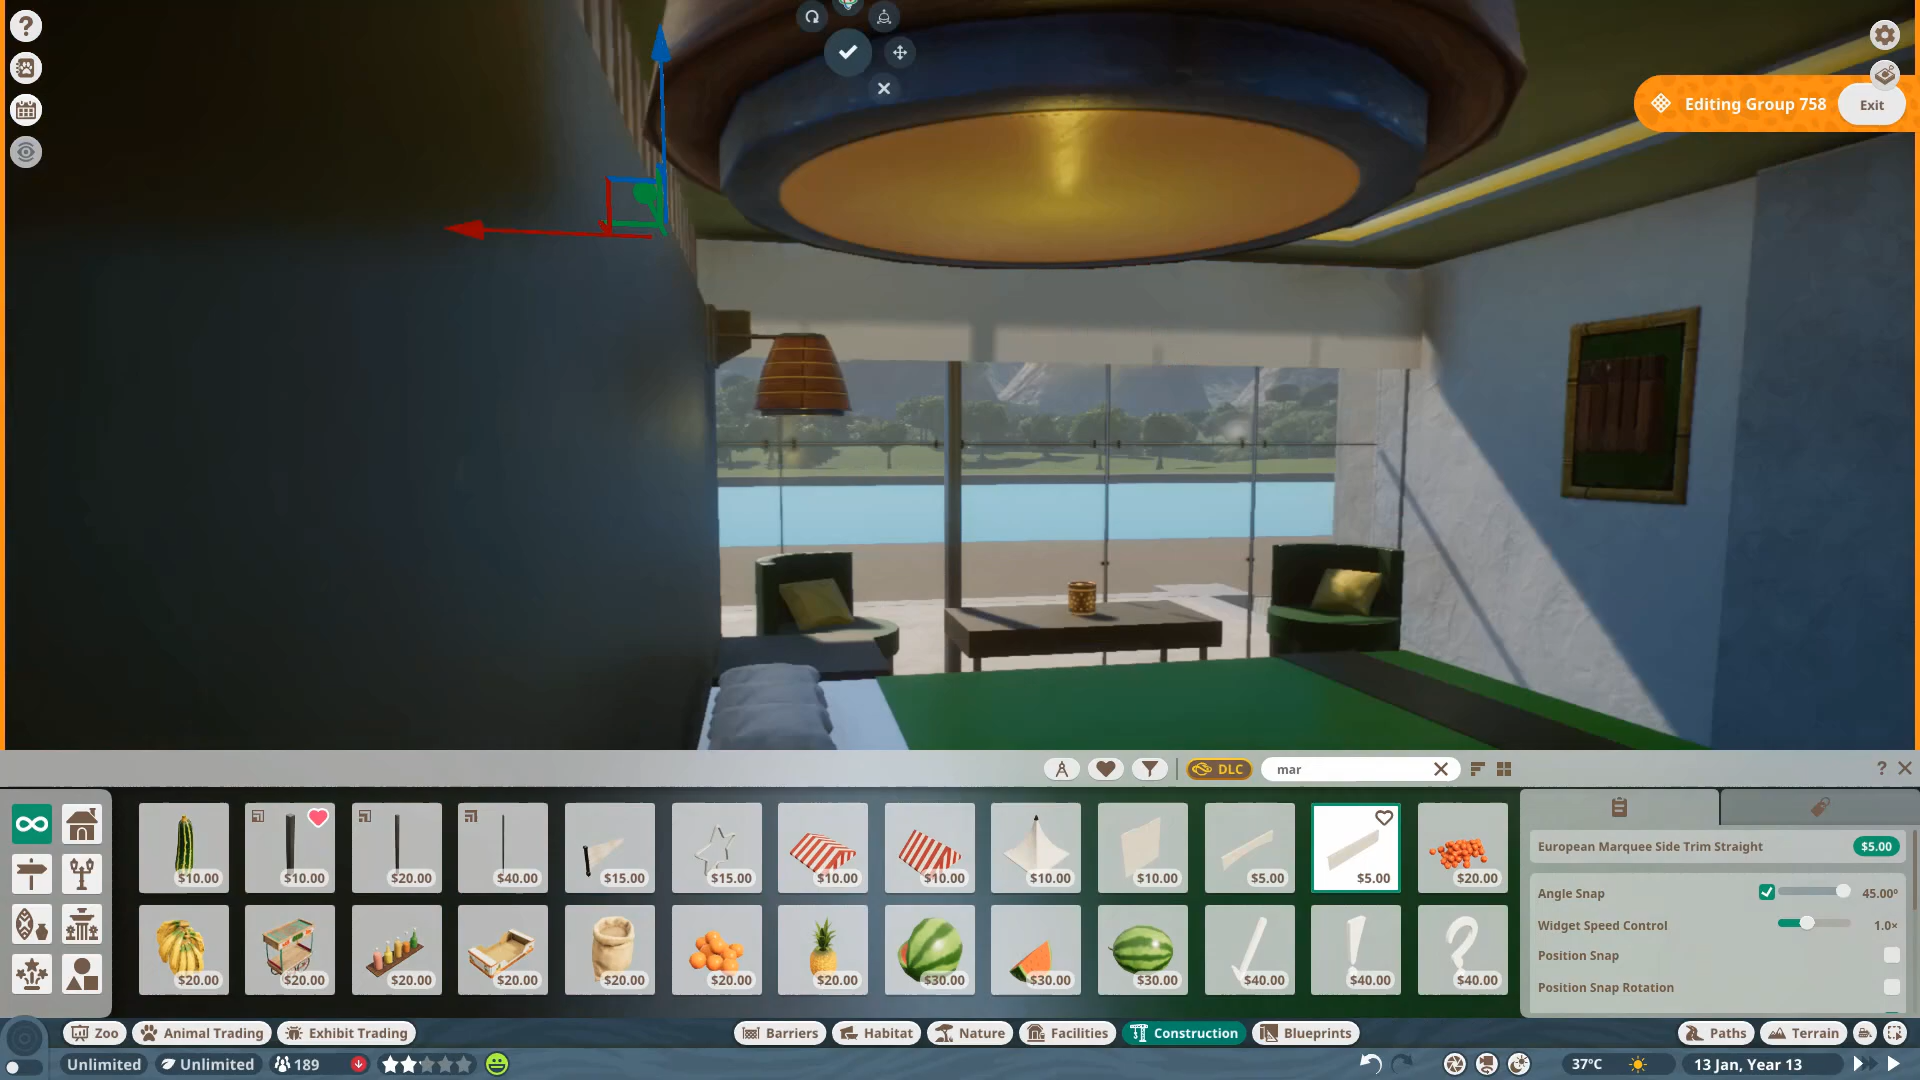 Editing Group 758
Exit
DLC
mar
$10.00
$10.00
$20.00
$40.00
$15.00
$15.00
$10.00
$10.00
$10.00
$10.00
$5.00
$5.00
$20.00
$20.00
$20.00
$20.00
$20.00
$20.00
$20.00
$20.00
$30.00
$30.00
$30.00
$40.00
$40.00
$40.00
European Marquee Side Trim Straight
$5.00
Angle Snap
45.00°
Widget Speed Control
1.0×
Position Snap
Position Snap Rotation
Zoo
Animal Trading
Exhibit Trading
Barriers
Habitat
Nature
Facilities
Construction
Blueprints
Paths
Terrain
Unlimited
Unlimited
189
37°C
13 Jan, Year 13